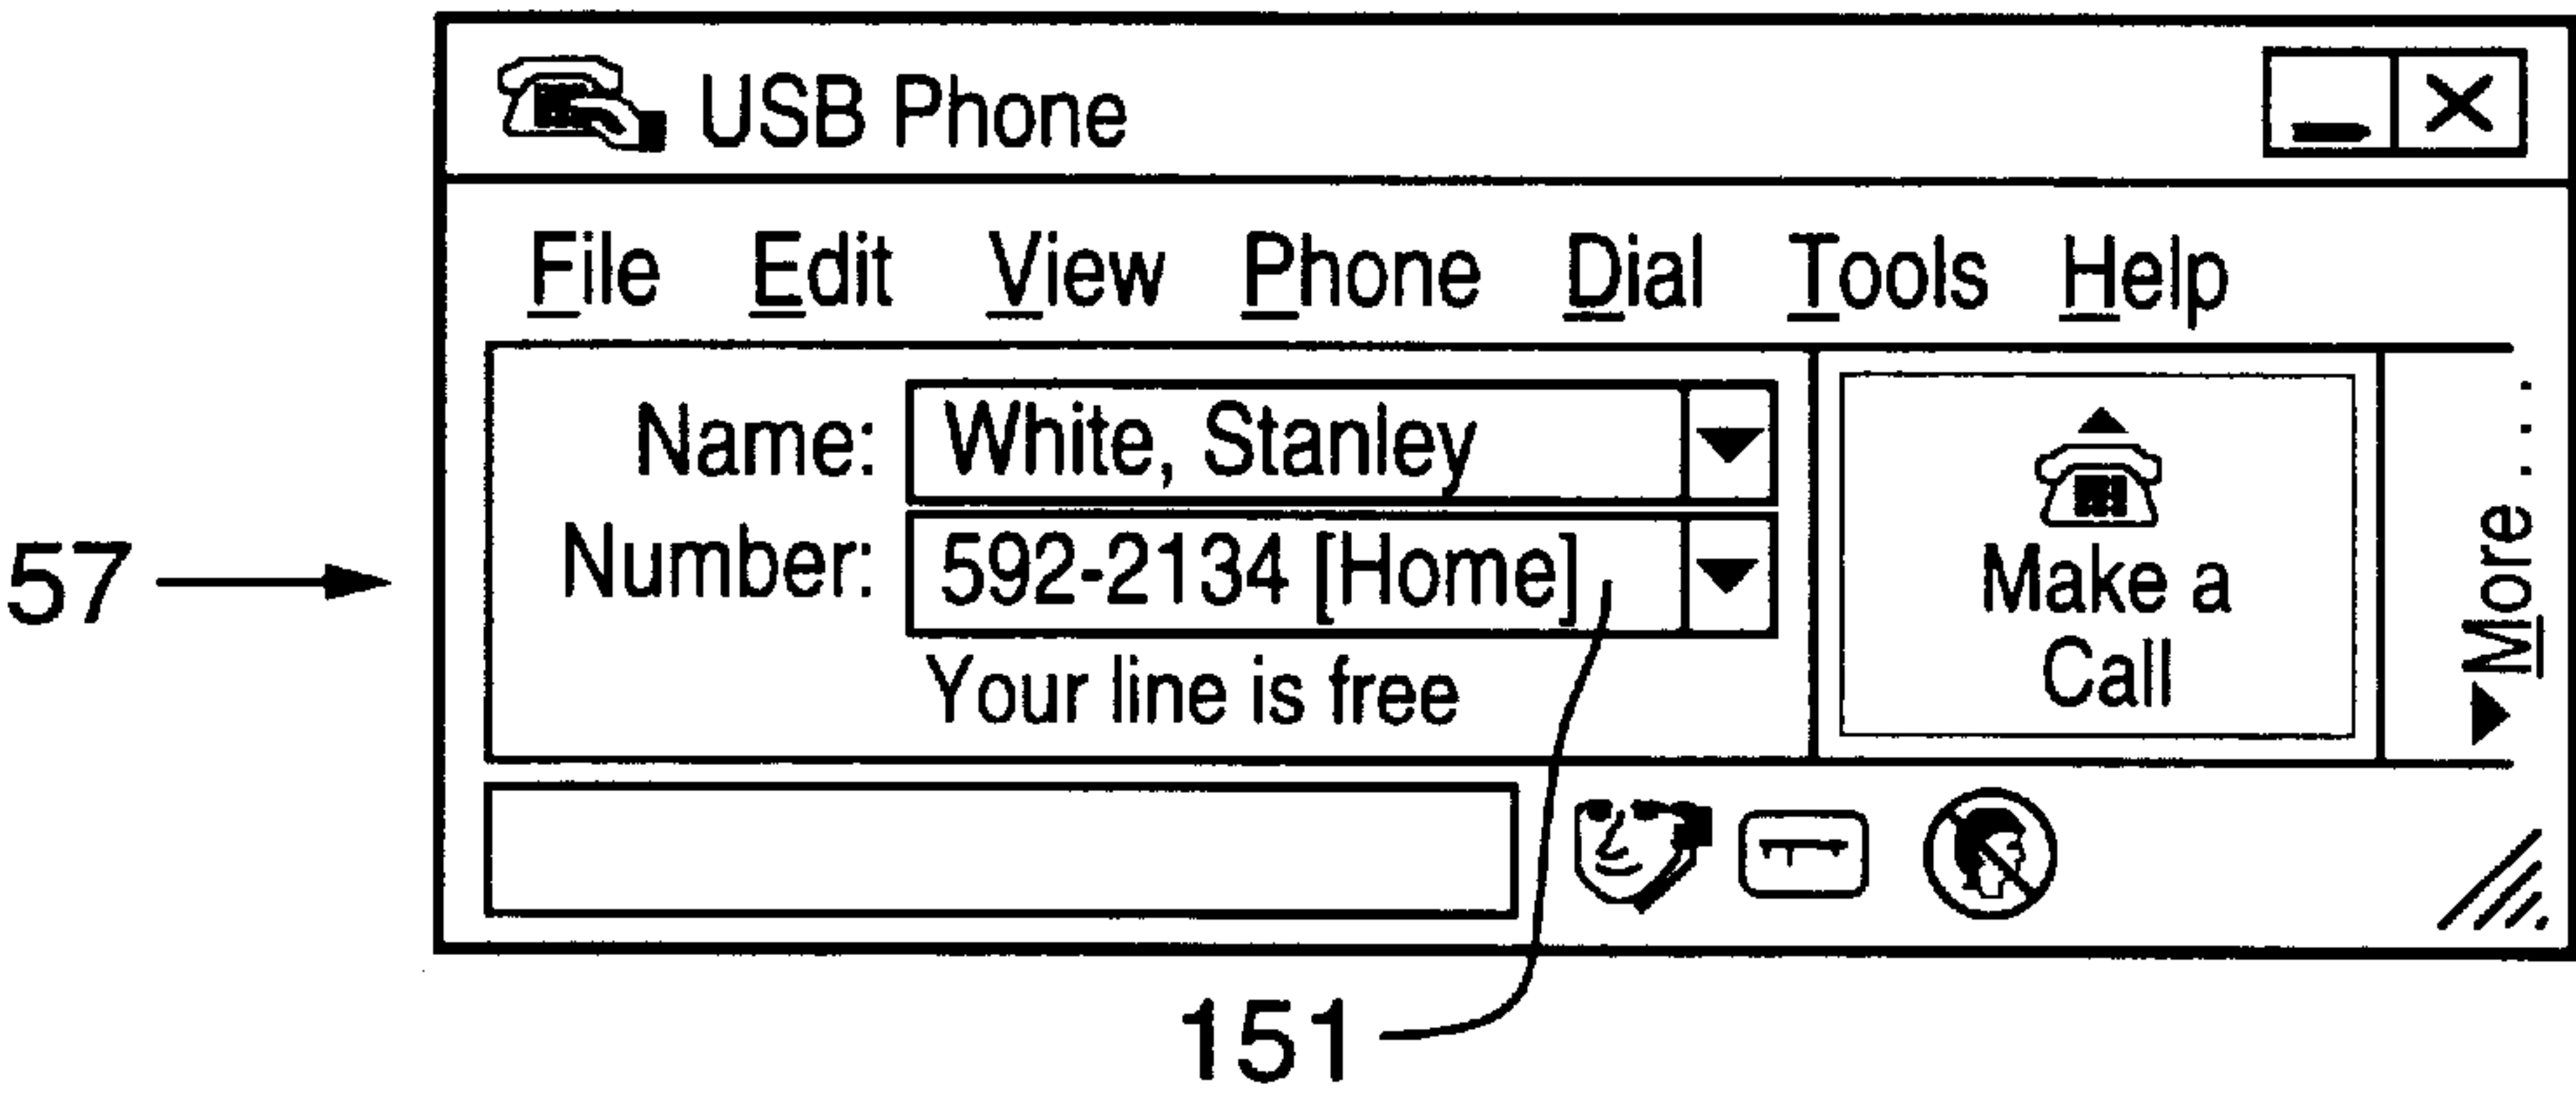 USB Phone
File Edit View Phone Dial Tools Help
Name: White, Stanley
Number: 592-2134 [Home]
Your line is free
Make a
Call
More ....
57
151